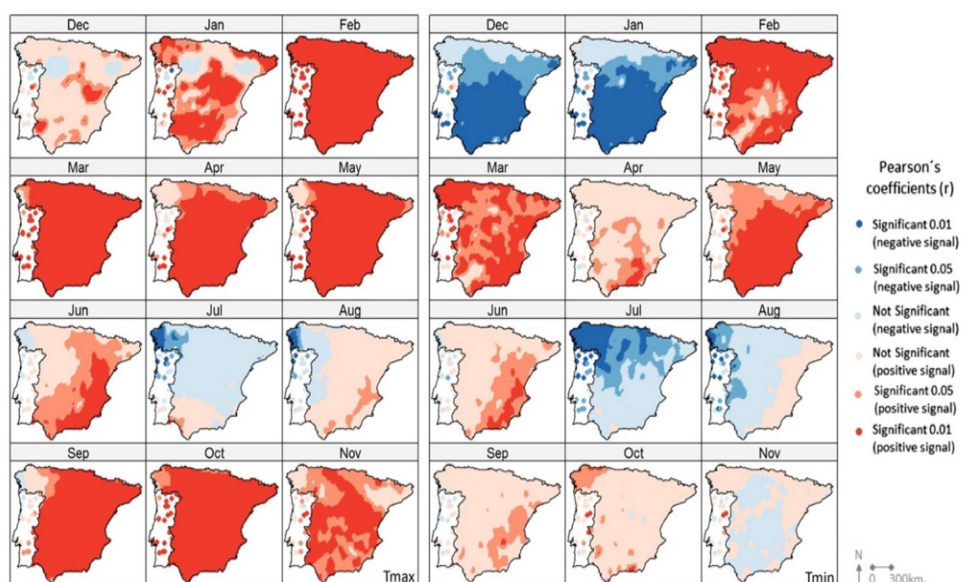 Dec Jan Feb Dec Jan Feb
Mar Apr May Mar Apr May
Jun Jul Aug Jun Jul Aug
Sep Oct Nov Sep Oct Nov
Tmax Tmin
Pearson´s
coefficients (r)
Significant 0.01
(negative signal)
Significant 0.05
(negative signal)
Not Significant
(negative signal)
Not Significant
(positive signal)
Significant 0.05
(positive signal)
Significant 0.01
(positive signal)
N
0 300km.